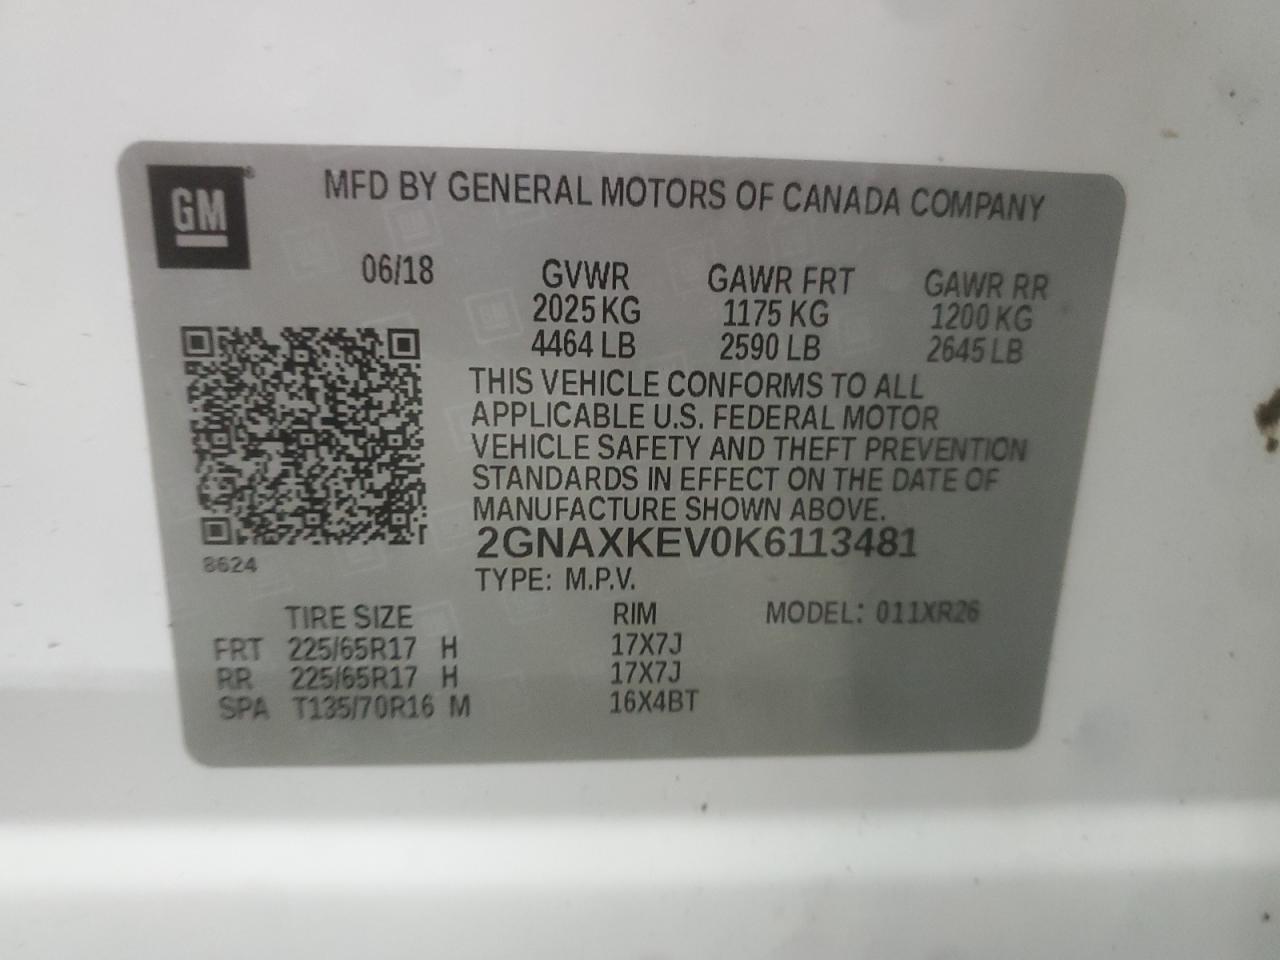 GM®
MFD BY GENERAL MOTORS OF CANADA COMPANY
06/18 GVWR GAWR FRT GAWR RR
2025 KG 1175 KG 1200 KG
4464 LB 2590 LB 2645 LB
THIS VEHICLE CONFORMS TO ALL
APPLICABLE U.S. FEDERAL MOTOR
VEHICLE SAFETY AND THEFT PREVENTION
STANDARDS IN EFFECT ON THE DATE OF
MANUFACTURE SHOWN ABOVE.
2GNAXKEV0K6113481
8624
TYPE: M.P.V.
TIRE SIZE RIM MODEL: 011XR26
FRT 225/65R17 H 17X7J
RR 225/65R17 H 17X7J
SPA T135/70R16 M 16X4BT